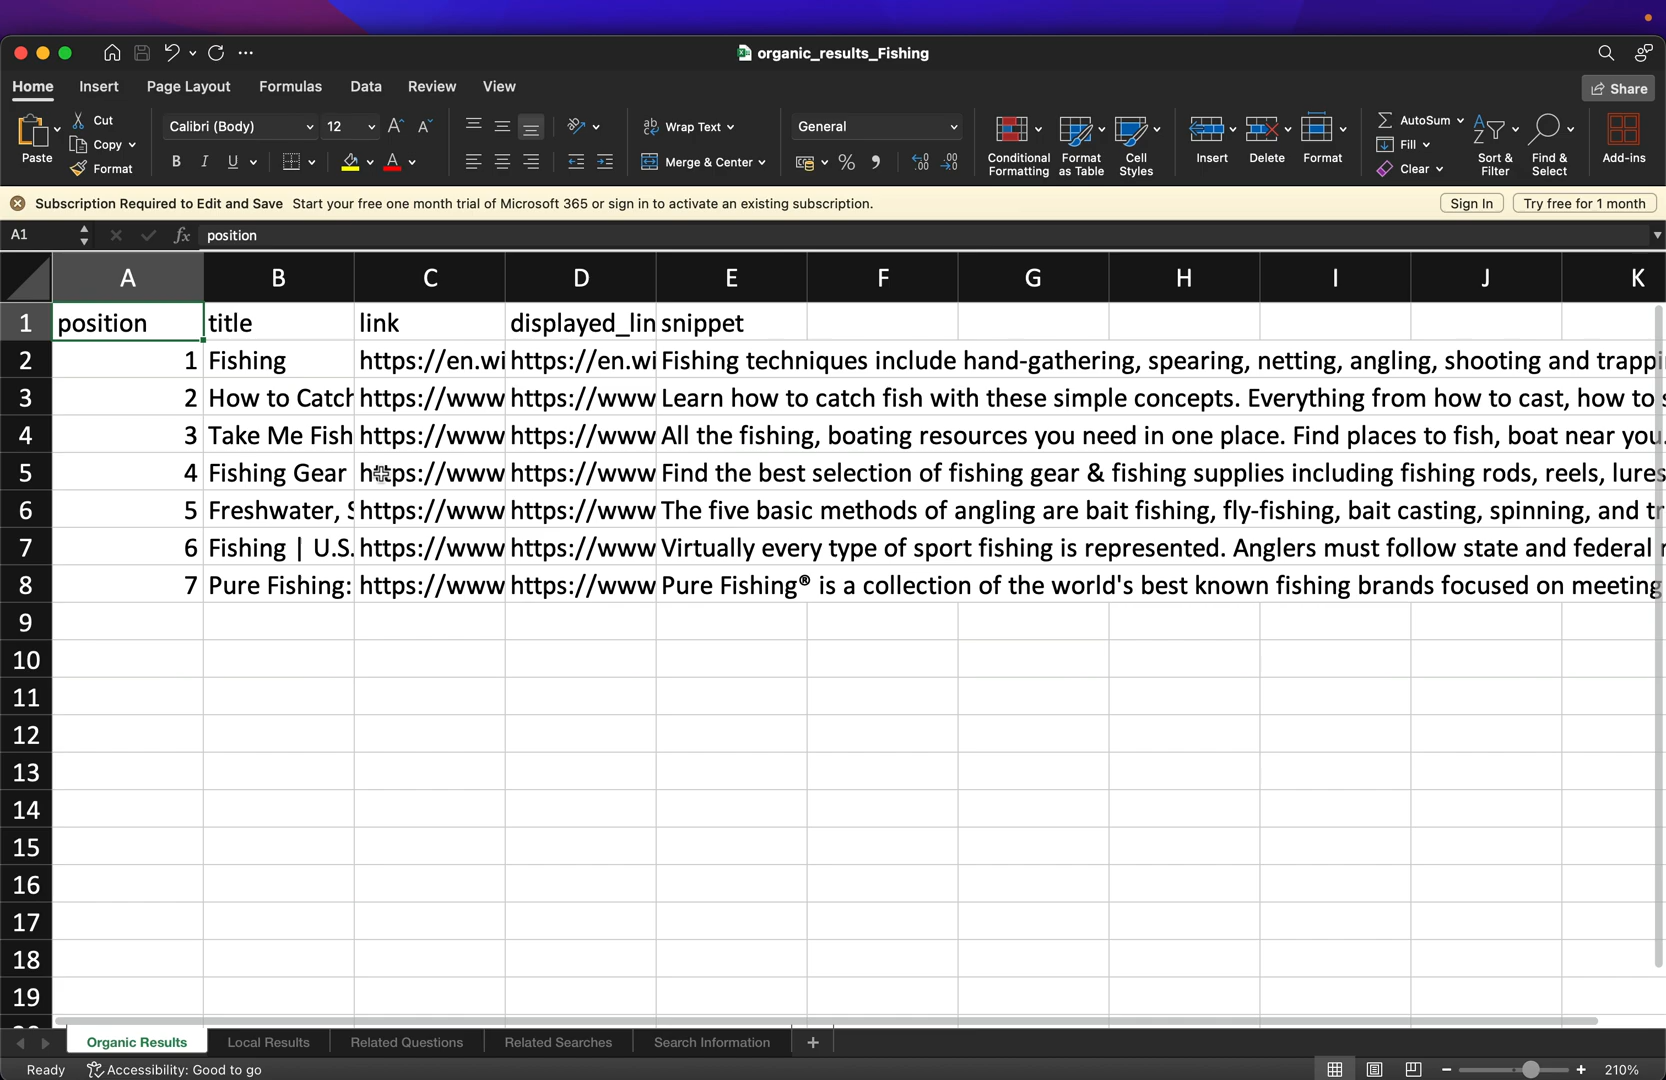 organic_results_Fishing
Home Insert Page Layout Formulas Data Review View Share
Paste Cut Copy Format
Calibri (Body) 12
B I U A
Wrap Text
Merge & Center
General
% 
Conditional Formatting
Format as Table
Cell Styles
Insert Delete Format
AutoSum
Fill
Clear
Sort & Filter
Find & Select
Add-ins
Subscription Required to Edit and Save Start your free one month trial of Microsoft 365 or sign in to activate an existing subscription. Sign In Try free for 1 month
A1 fx position
A B C D E F G H I J K
1 position title link displayed_lin snippet
2 1 Fishing https://en.wi https://en.wi Fishing techniques include hand-gathering, spearing, netting, angling, shooting and trappi
3 2 How to Catch https://www https://www Learn how to catch fish with these simple concepts. Everything from how to cast, how to s
4 3 Take Me Fish https://www https://www All the fishing, boating resources you need in one place. Find places to fish, boat near you.
5 4 Fishing Gear https://www https://www Find the best selection of fishing gear & fishing supplies including fishing rods, reels, lures
6 5 Freshwater, S https://www https://www The five basic methods of angling are bait fishing, fly-fishing, bait casting, spinning, and tr
7 6 Fishing | U.S. https://www https://www Virtually every type of sport fishing is represented. Anglers must follow state and federal r
8 7 Pure Fishing: https://www https://www Pure Fishing® is a collection of the world's best known fishing brands focused on meeting
9
10
11
12
13
14
15
16
17
18
19
Organic Results Local Results Related Questions Related Searches Search Information +
Ready Accessibility: Good to go 210%